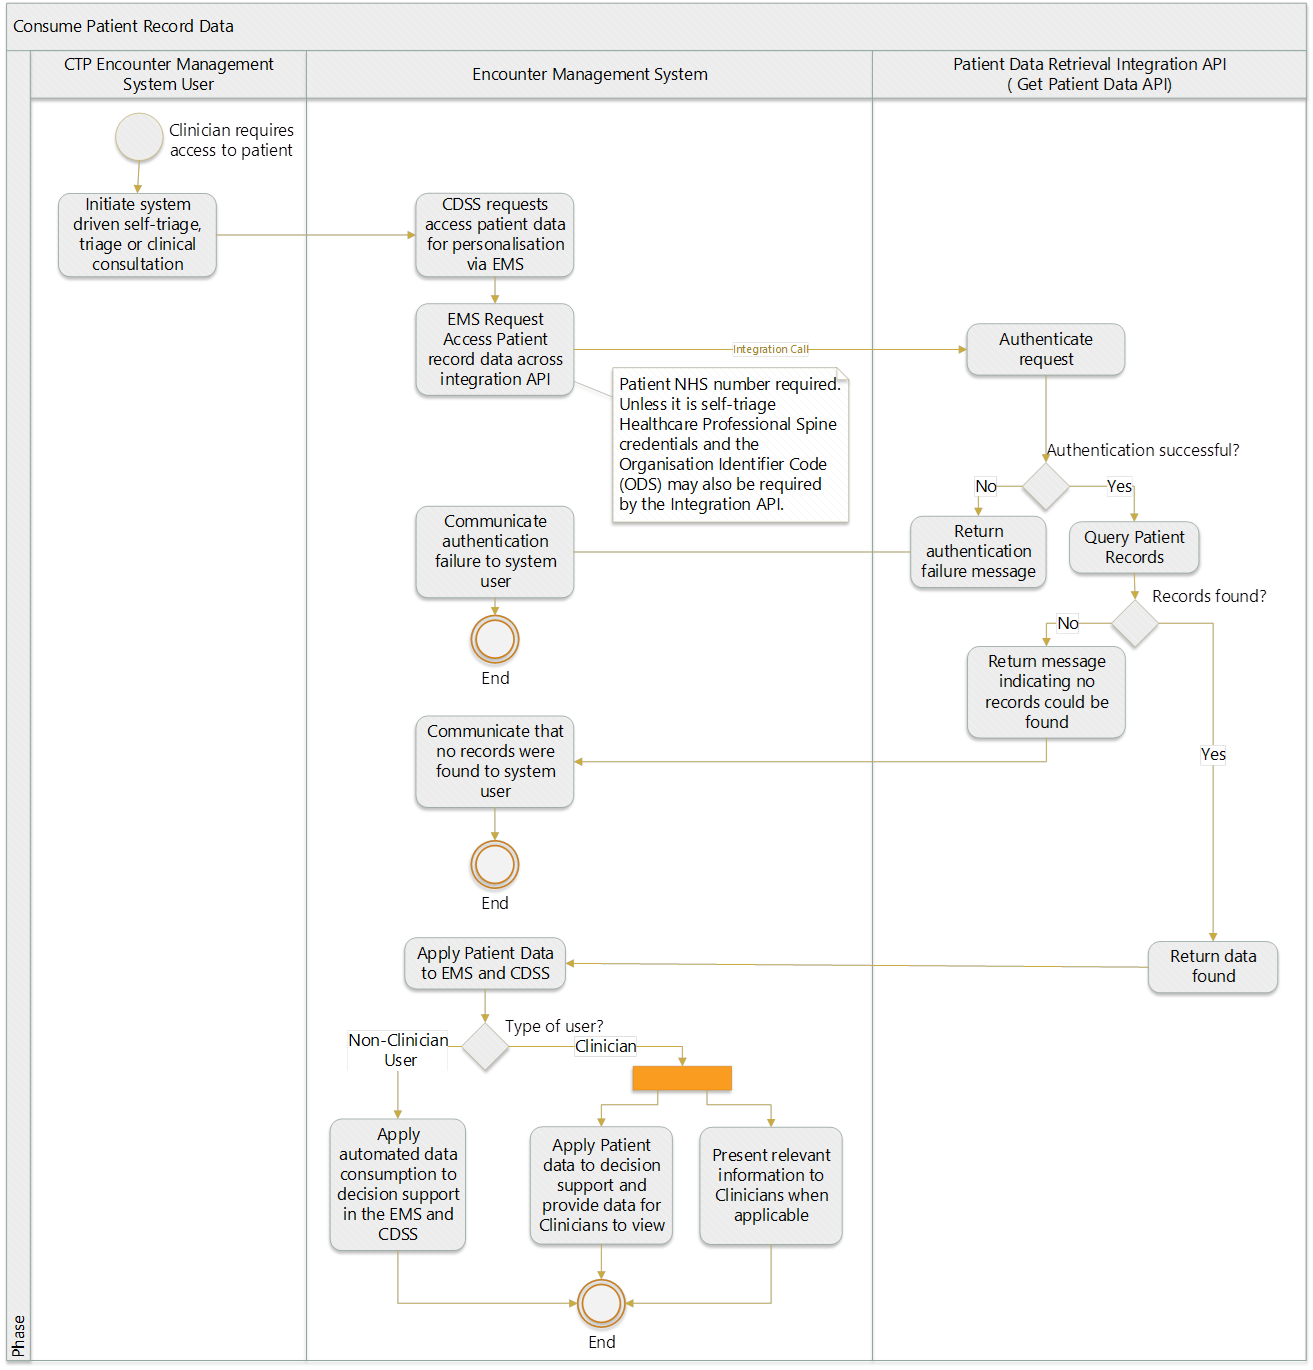 Consume Patient Record Data
CTP Encounter Management
System User
Encounter Management System
Patient Data Retrieval Integration API
( Get Patient Data API)
Clinician requires
access to patient
Initiate system
driven self-triage,
triage or clinical
consultation
CDSS requests
access patient data
for personalisation
via EMS
EMS Request
Access Patient
record data across
integration API
Integration Call
Authenticate
request
Patient NHS number required.
Unless it is self-triage
Healthcare Professional Spine
credentials and the
Organisation Identifier Code
(ODS) may also be required
by the Integration API.
Authentication successful?
No
Yes
Communicate
authentication
failure to system
user
Return
authentication
failure message
Query Patient
Records
End
Records found?
No
Return message
indicating no
records could be
found
Communicate that
no records were
found to system
user
Yes
End
Apply Patient Data
to EMS and CDSS
Return data
found
Type of user?
Non-Clinician
User
Clinician
Apply
automated data
consumption to
decision support
in the EMS and
CDSS
Apply Patient
data to decision
support and
provide data for
Clinicians to view
Present relevant
information to
Clinicians when
applicable
End
Phase